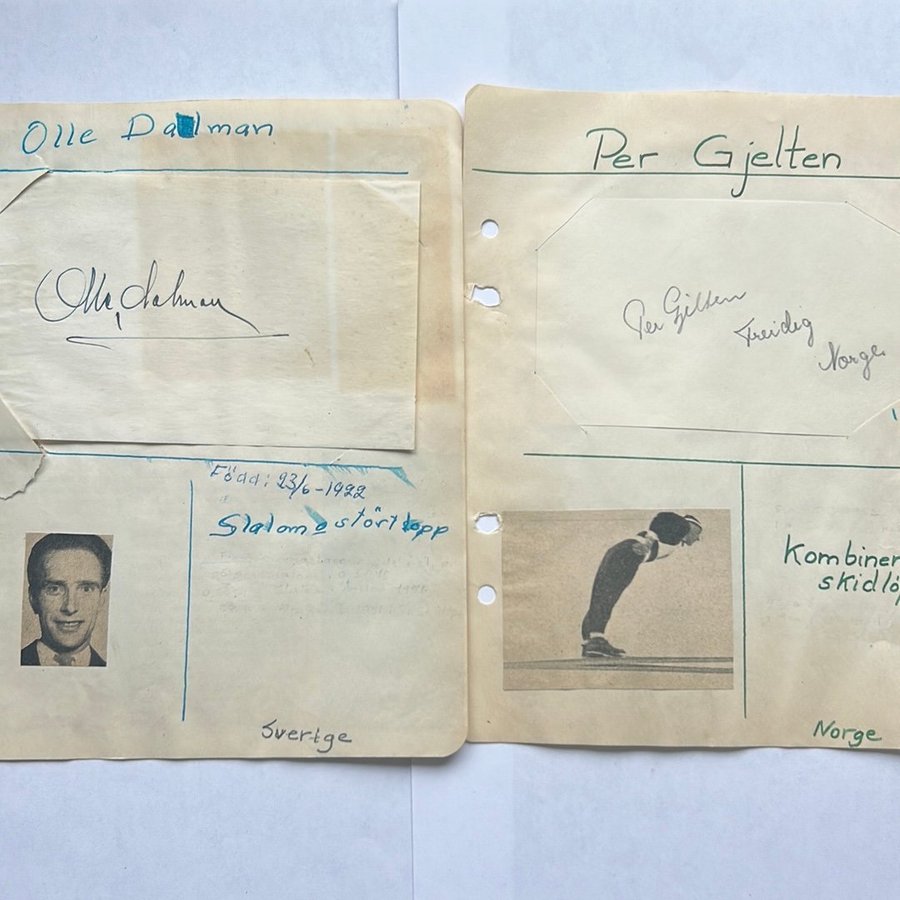 Olle Dalman
Olle Dalman
Född: 23/6-1922
Slalom o störtlopp
Sverige
Per Gjelten
Per Gjelten
Freidig
Norge
Kombiner
skidlöp
Norge